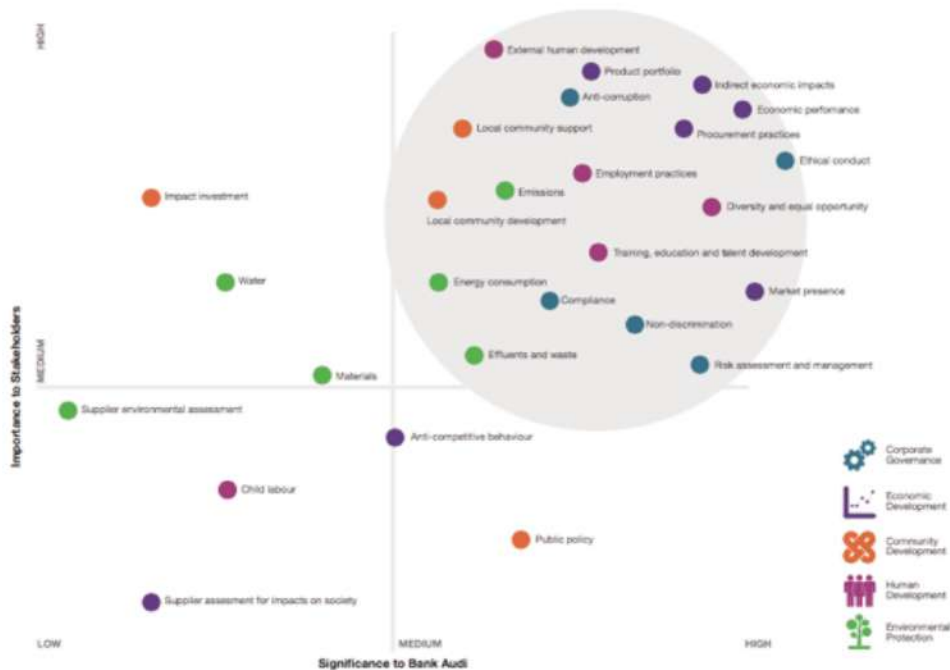 HIGH
External human development
Product portfolio
Indirect economic impacts
Anti-corruption
Economic perfomance
Local community support
Procurement practices
Ethical conduct
Employment practices
Impact investment
Emissions
Local community development
Diversity and equal opportunity
Training, education and talent development
Water
Energy consumption
Market presence
Compliance
Non-discrimination
Effluents and waste
Risk assessment and management
Materials
MEDIUM
Importance to Stakeholders
Supplier environmental assessment
Anti-competitive behaviour
Child labour
Public policy
Supplier assesment for impacts on society
Corporate
Governance
Economic
Development
Community
Development
Human
Development
Environmental
Protection
LOW
MEDIUM
HIGH
Significance to Bank Audi